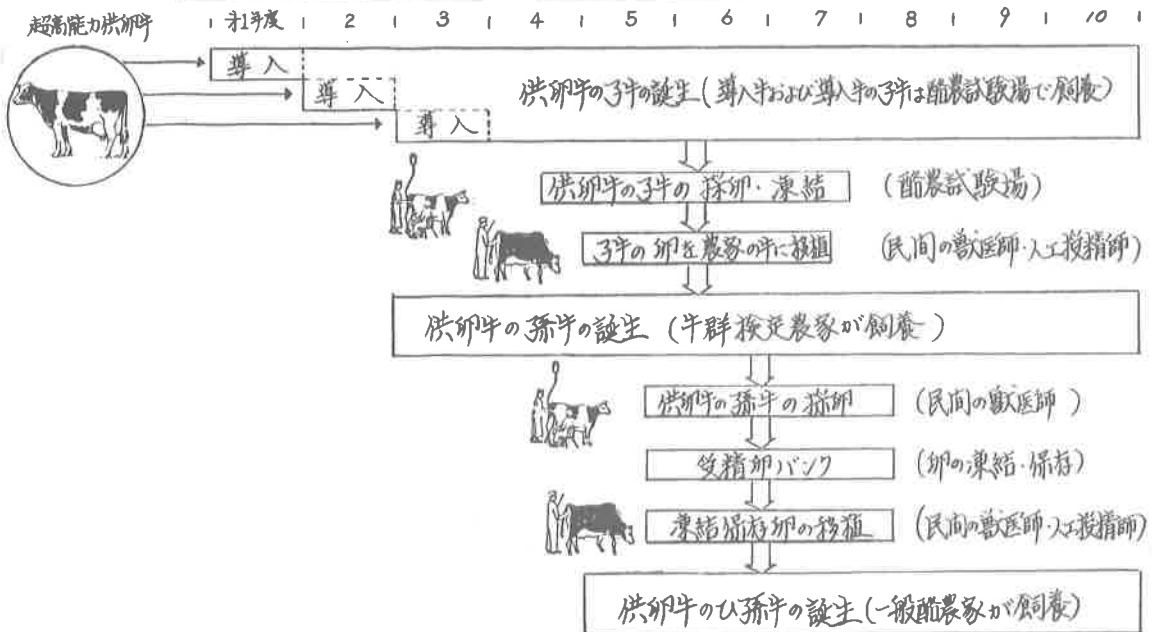 超高能力供卵牛
才1年度 2 3 4 5 6 7 8 9 10
導入
導入
導入
供卵牛の子牛の誕生(導入牛および導入牛の子牛は酪農試験場で飼養)
供卵牛の子牛の採卵・凍結 (酪農試験場)
子牛の卵を農家の牛に移植 (民間の獣医師・人工授精師)
供卵牛の孫牛の誕生 (牛群検定農家が飼養)
供卵牛の孫牛の採卵 (民間の獣医師)
受精卵バンク (卵の凍結・保存)
凍結保存卵の移植 (民間の獣医師・人工授精師)
供卵牛のひ孫牛の誕生(一般酪農家が飼養)